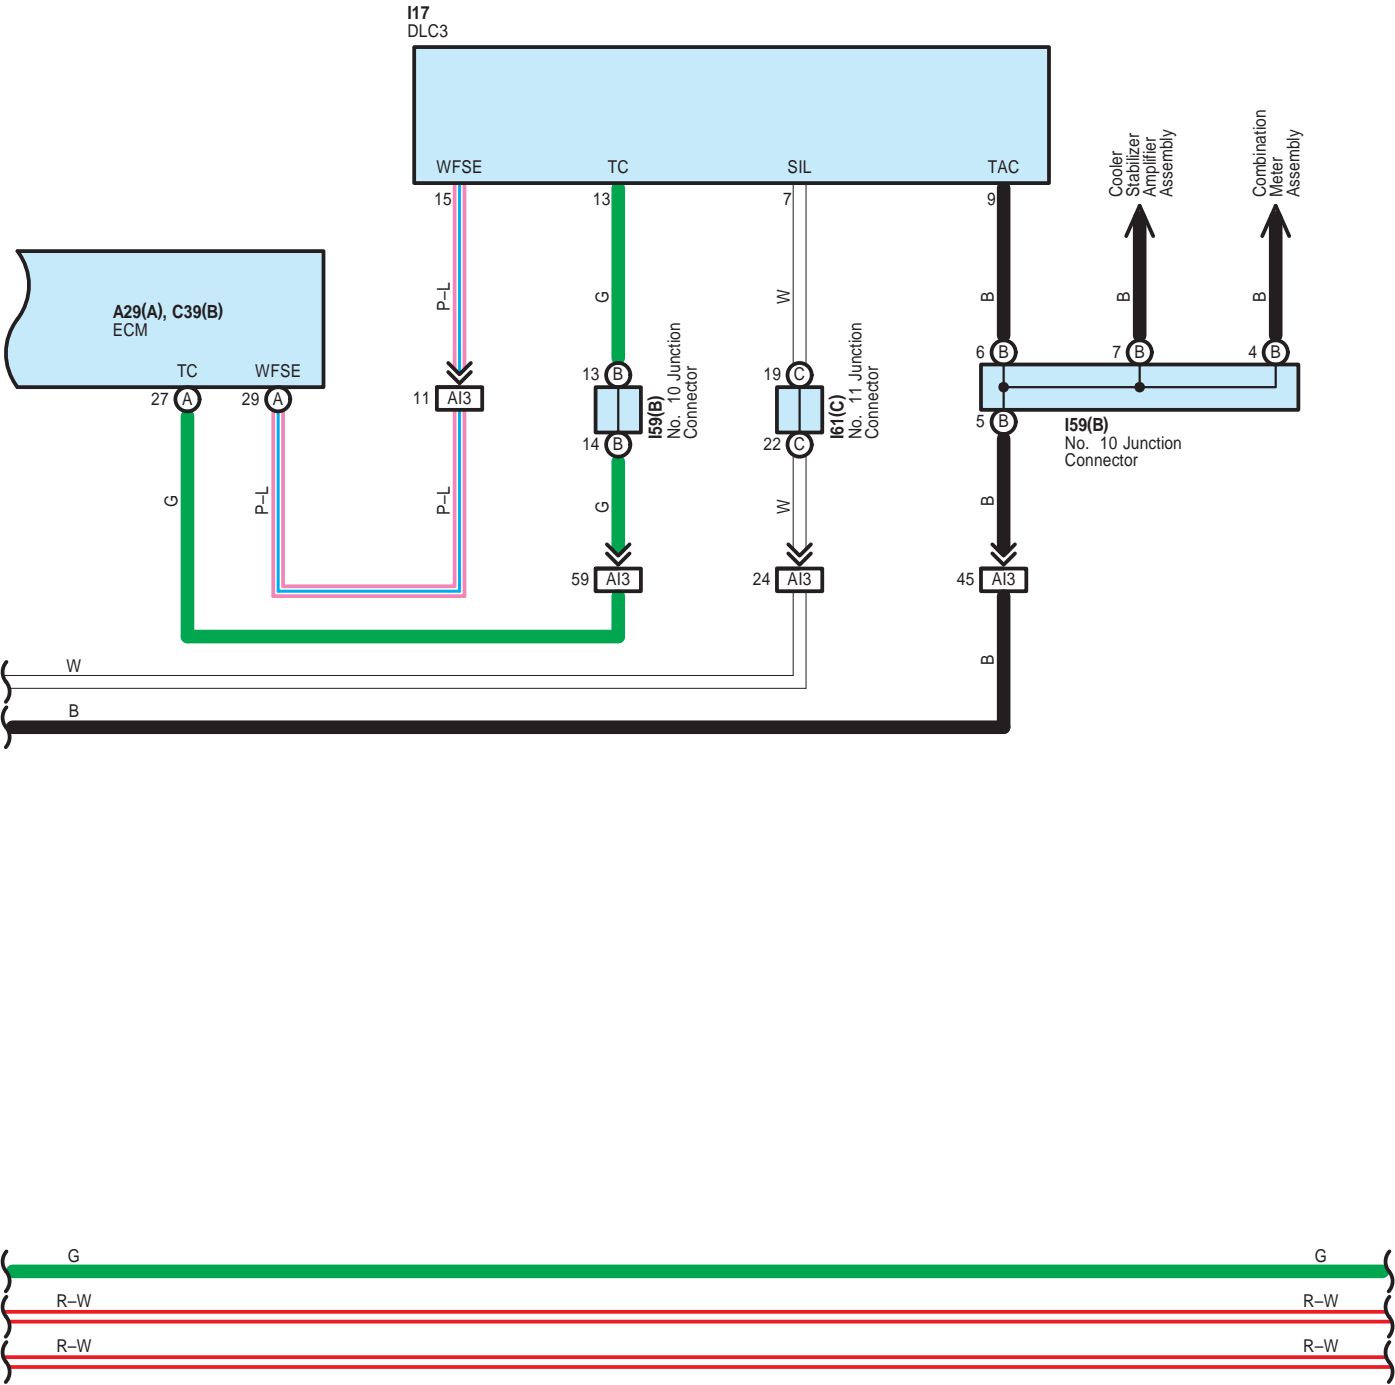 I17
DLC3
WFSE TC SIL TAC
15 13 7 9
Cooler
Stabilizer
Amplifier
Assembly
Combination
Meter
Assembly
A29(A), C39(B)
ECM
TC WFSE
27 A 29 A
P–L G W B B B
11 AI3
13 B
I59(B)
No. 10 Junction
Connector
14 B
19 C
I61(C)
No. 11 Junction
Connector
22 C
6 B 7 B 4 B
5 B
I59(B)
No. 10 Junction
Connector
G P–L P–L G W B
59 AI3 24 AI3 45 AI3
W B
B
G G
R–W R–W
R–W R–W